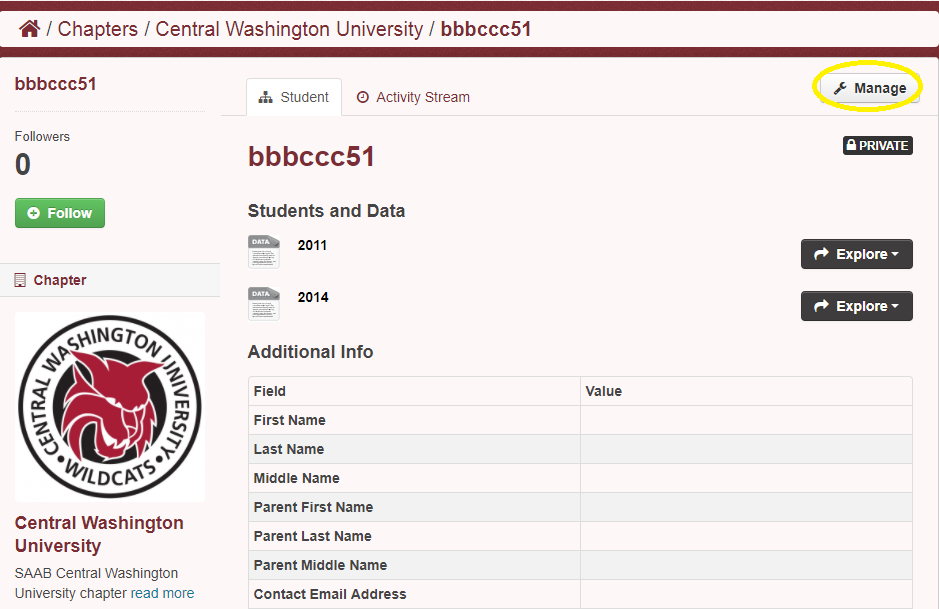 / Chapters / Central Washington University / bbbccc51
bbbccc51
Followers
0
Follow
Chapter
CENTRAL WASHINGTON UNIVERSITY
• WILDCATS •
Central Washington
University
SAAB Central Washington
University chapter read more
Student
Activity Stream
Manage
bbbccc51
PRIVATE
Students and Data
DATA
2011
Explore
DATA
2014
Explore
Additional Info
Field Value
First Name
Last Name
Middle Name
Parent First Name
Parent Last Name
Parent Middle Name
Contact Email Address